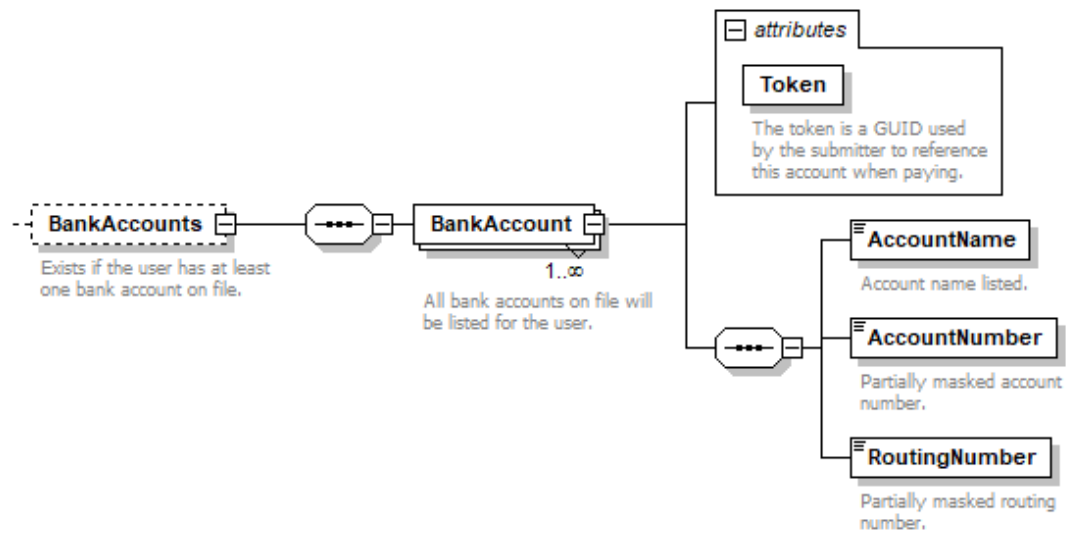 attributes
Token
The token is a GUID used
by the submitter to reference
this account when paying.
BankAccounts
Exists if the user has at least
one bank account on file.
BankAccount
1..∞
All bank accounts on file will
be listed for the user.
AccountName
Account name listed.
AccountNumber
Partially masked account
number.
RoutingNumber
Partially masked routing
number.